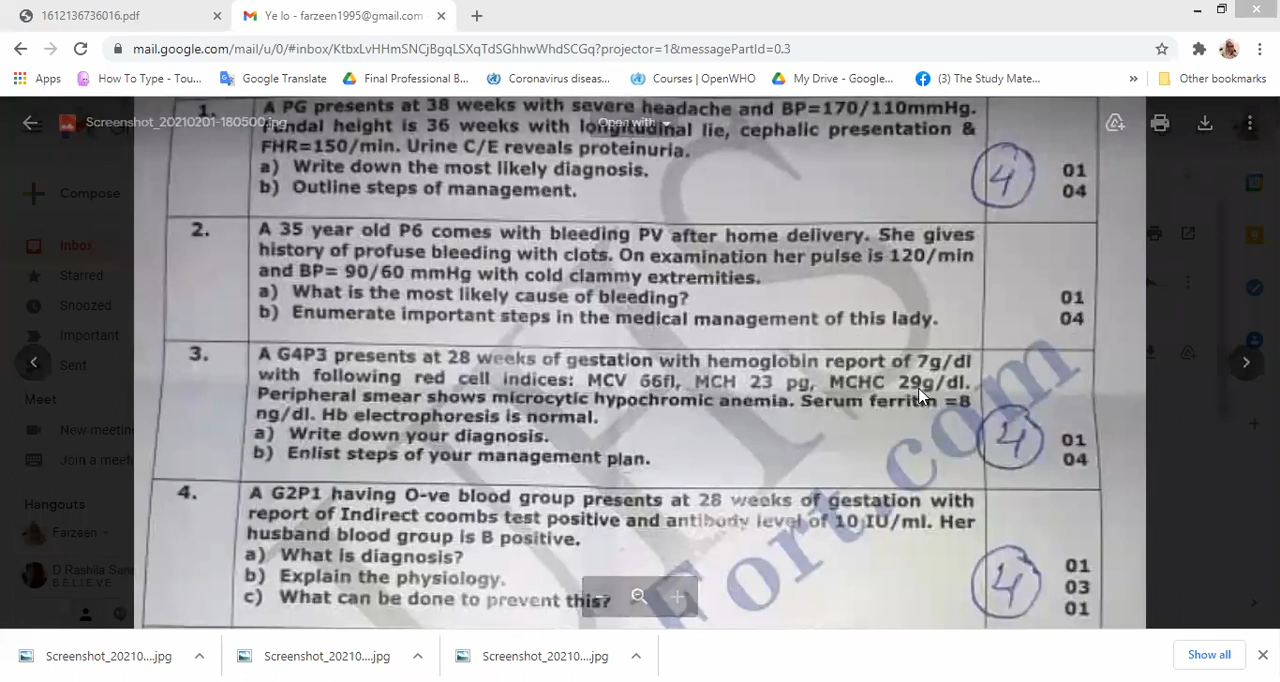 1612136736016.pdf
Ye lo - farzeen1995@gmail.com
mail.google.com/mail/u/0/#inbox/KtbxLvHHmSNCjBgqLSXqTdSGhhwWhdSCGq?projector=1&messagePartId=0.3
Apps
How To Type - Tou...
Google Translate
Final Professional B...
Coronavirus diseas...
Courses | OpenWHO
My Drive - Google...
(3) The Study Mate...
»
Other bookmarks
Screenshot_20210201-180500.jpg
Open with
Compose
Inbox
Starred
Snoozed
Important
Sent
Meet
New meetin
Join a meeti
Hangouts
Farzeen
D Rashila Sana
B.E.L.I.E.V.E.
1. A PG presents at 38 weeks with severe headache and BP=170/110mmHg.
Fundal height is 36 weeks with longitudinal lie, cephalic presentation &
FHR=150/min. Urine C/E reveals proteinuria.
a) Write down the most likely diagnosis. 01
b) Outline steps of management. 04
4
2. A 35 year old P6 comes with bleeding PV after home delivery. She gives
history of profuse bleeding with clots. On examination her pulse is 120/min
and BP= 90/60 mmHg with cold clammy extremities.
a) What is the most likely cause of bleeding? 01
b) Enumerate important steps in the medical management of this lady. 04
3. A G4P3 presents at 28 weeks of gestation with hemoglobin report of 7g/dl
with following red cell indices: MCV 66fl, MCH 23 pg, MCHC 29g/dl.
Peripheral smear shows microcytic hypochromic anemia. Serum ferritin =8
ng/dl. Hb electrophoresis is normal.
a) Write down your diagnosis. 01
b) Enlist steps of your management plan. 04
4
4. A G2P1 having O-ve blood group presents at 28 weeks of gestation with
report of Indirect coombs test positive and antibody level of 10 IU/ml. Her
husband blood group is B positive.
a) What is diagnosis? 01
b) Explain the physiology. 03
c) What can be done to prevent this? 01
4
UHS
Fort.com
Screenshot_20210....jpg
Screenshot_20210....jpg
Screenshot_20210....jpg
Show all